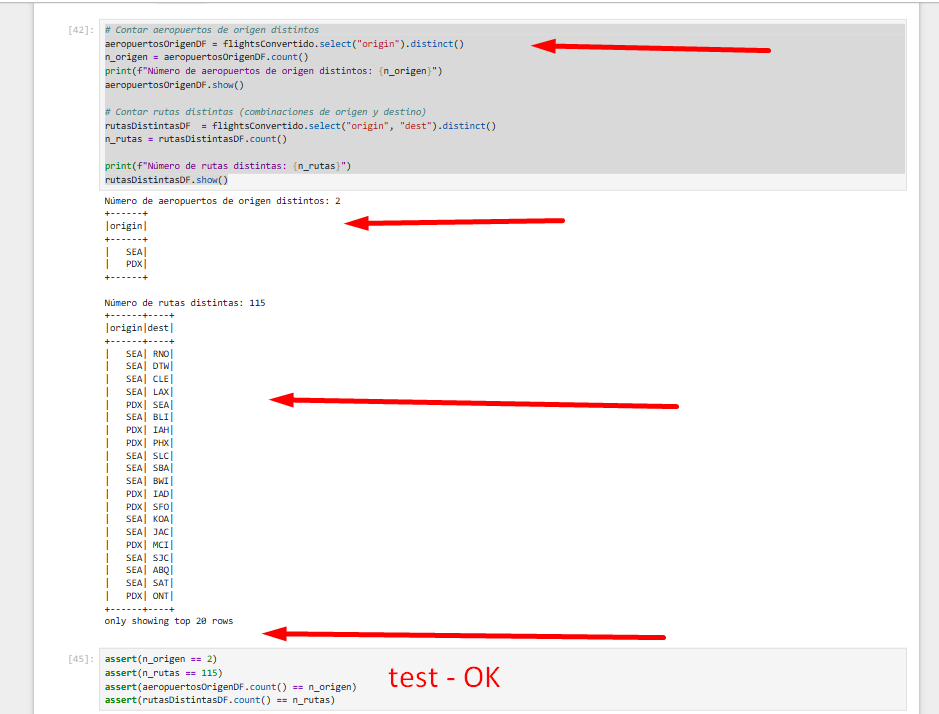 [42]: # Contar aeropuertos de origen distintos
aeropuertosOrigenDF = flightsConvertido.select("origin").distinct()
n_origen = aeropuertosOrigenDF.count()
print(f"Número de aeropuertos de origen distintos: {n_origen}")
aeropuertosOrigenDF.show()
# Contar rutas distintas (combinaciones de origen y destino)
rutasDistintasDF  = flightsConvertido.select("origin", "dest").distinct()
n_rutas = rutasDistintasDF.count()
print(f"Número de rutas distintas: {n_rutas}")
rutasDistintasDF.show()
Número de aeropuertos de origen distintos: 2
+------+
|origin|
+------+
|   SEA|
|   PDX|
+------+
Número de rutas distintas: 115
+------+----+
|origin|dest|
+------+----+
|   SEA| RNO|
|   SEA| DTW|
|   SEA| CLE|
|   SEA| LAX|
|   PDX| SEA|
|   SEA| BLI|
|   PDX| IAH|
|   PDX| PHX|
|   SEA| SLC|
|   SEA| SBA|
|   SEA| BWI|
|   PDX| IAD|
|   PDX| SFO|
|   SEA| KOA|
|   SEA| JAC|
|   PDX| MCI|
|   SEA| SJC|
|   SEA| ABQ|
|   SEA| SAT|
|   PDX| ONT|
+------+----+
only showing top 20 rows
[45]: assert(n_origen == 2)
assert(n_rutas == 115)
assert(aeropuertosOrigenDF.count() == n_origen)
assert(rutasDistintasDF.count() == n_rutas)
test - OK